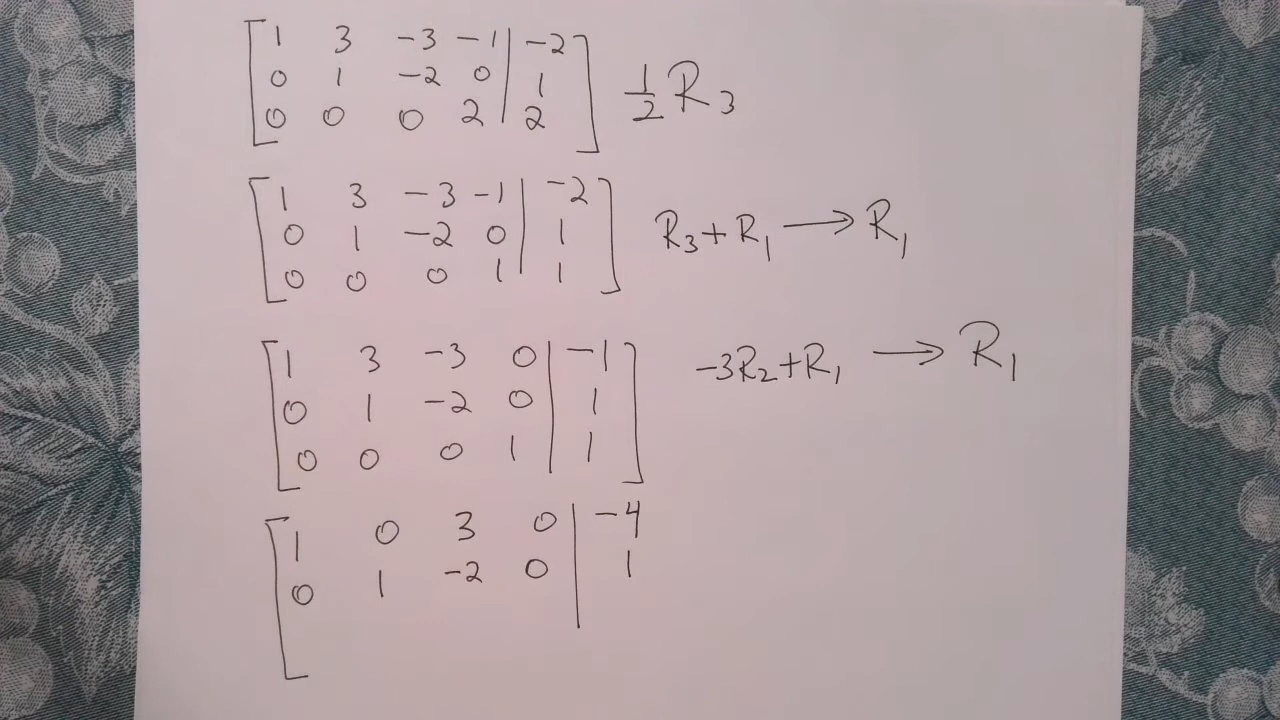 1 3 -3 -1 | -2
0 1 -2 0 | 1
0 0 0 2 | 2
1/2 R3
1 3 -3 -1 | -2
0 1 -2 0 | 1
0 0 0 1 | 1
R3+R1 → R1
1 3 -3 0 | -1
0 1 -2 0 | 1
0 0 0 1 | 1
-3R2+R1 → R1
1 0 3 0 | -4
0 1 -2 0 | 1